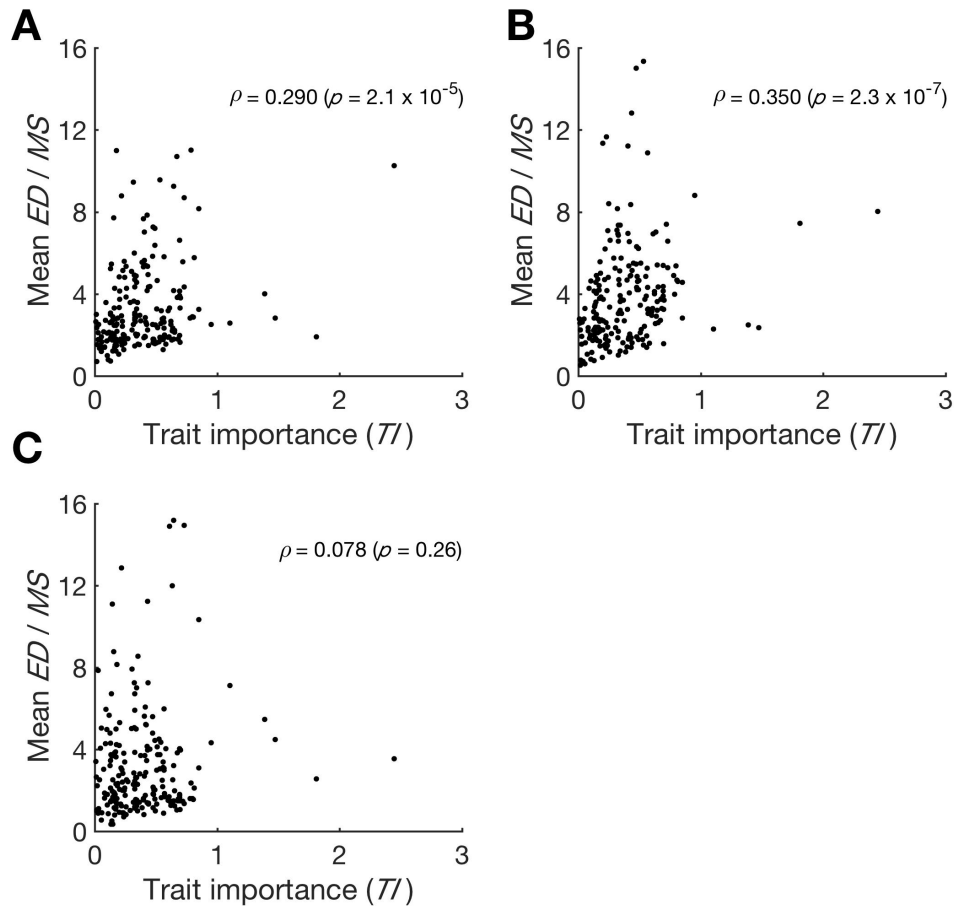 A
16
12
8
4
0
Mean ED / MS
ρ = 0.290 (p = 2.1 x 10-5)
0 1 2 3
Trait importance (TI)
B
16
12
8
4
0
Mean ED / MS
ρ = 0.350 (p = 2.3 x 10-7)
0 1 2 3
Trait importance (TI)
C
16
12
8
4
0
Mean ED / MS
ρ = 0.078 (p = 0.26)
0 1 2 3
Trait importance (TI)